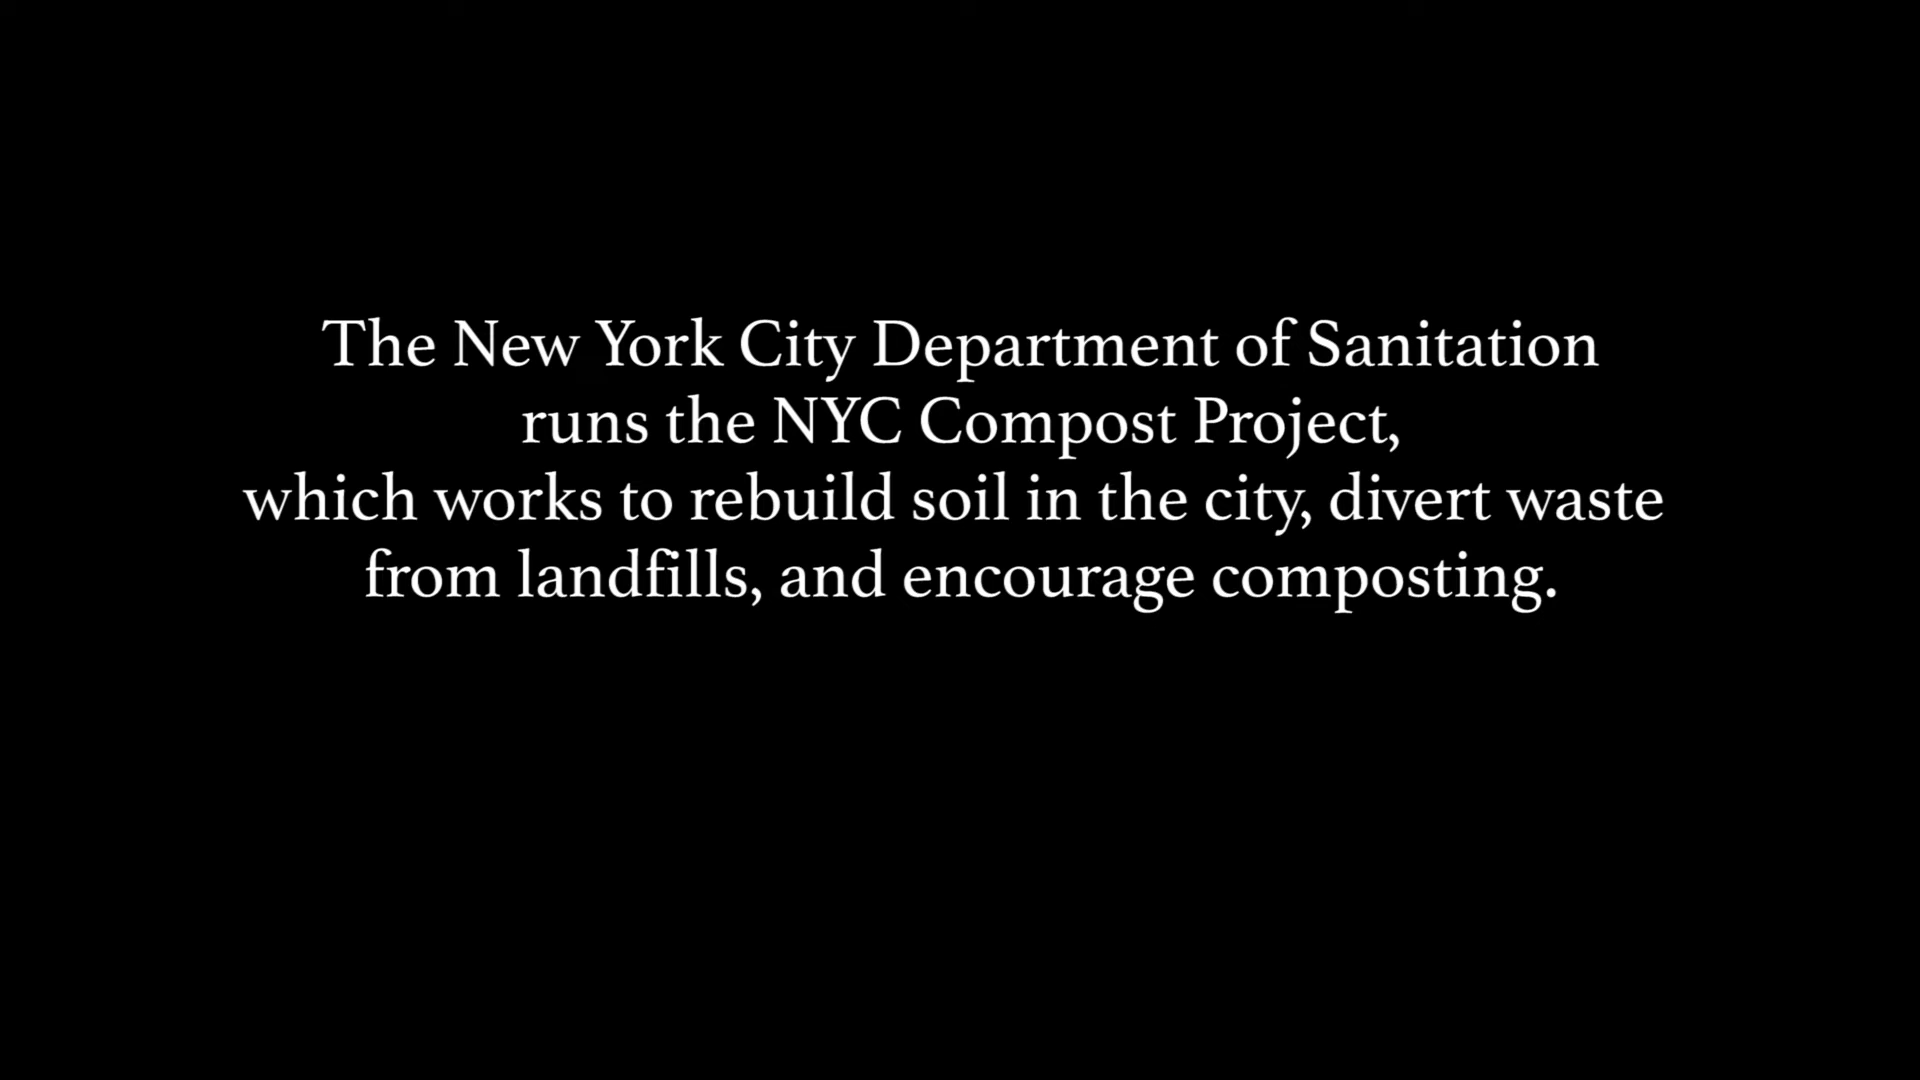 The New York City Department of Sanitation
runs the NYC Compost Project,
which works to rebuild soil in the city, divert waste
from landfills, and encourage composting.